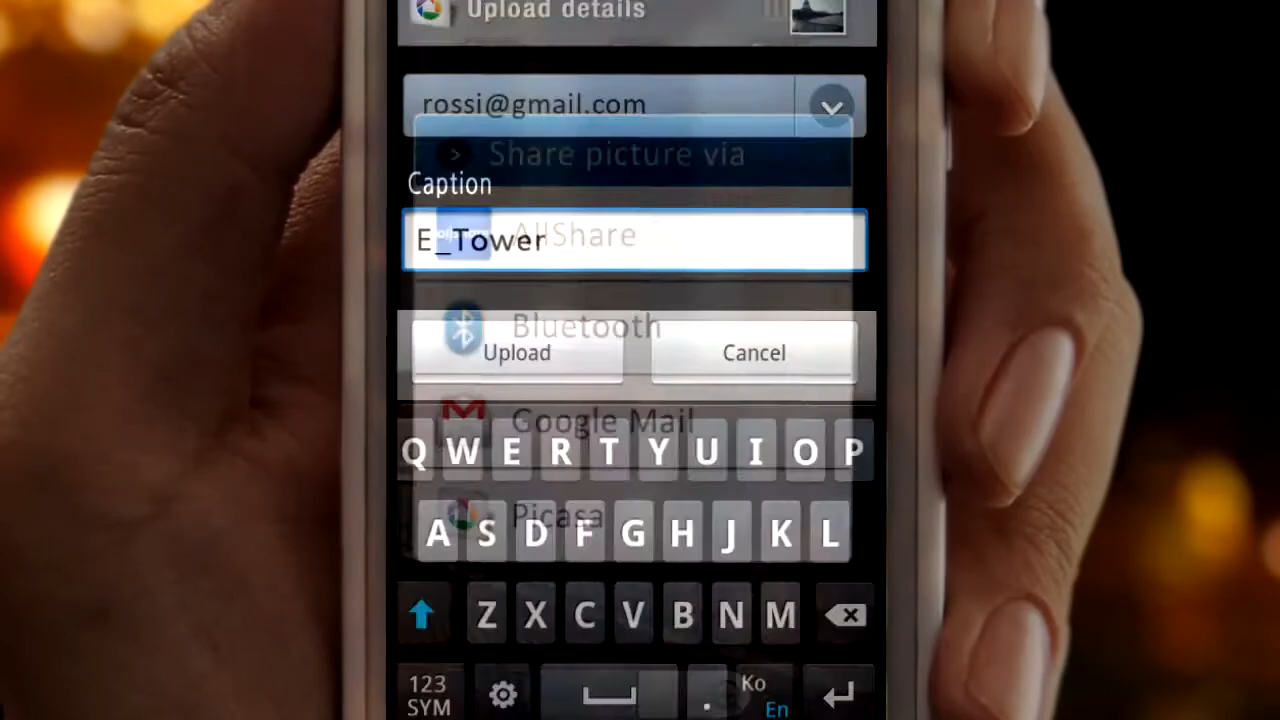 Upload details
rossi@gmail.com
Share picture via
Caption
E_Tower
AllShare
Bluetooth
Upload Cancel
Google Mail
Q W E R T Y U I O P
Picasa
A S D F G H J K L
Z X C V B N M
123
SYM
.
Ko
En